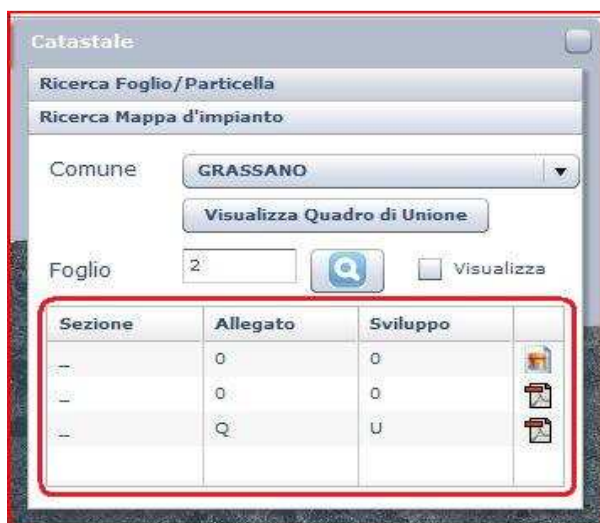 Catastale
Ricerca Foglio/Particella
Ricerca Mappa d'impianto
Comune GRASSANO
Visualizza Quadro di Unione
Foglio 2 Visualizza
Sezione Allegato Sviluppo
_ 0 0
_ 0 0
_ Q U